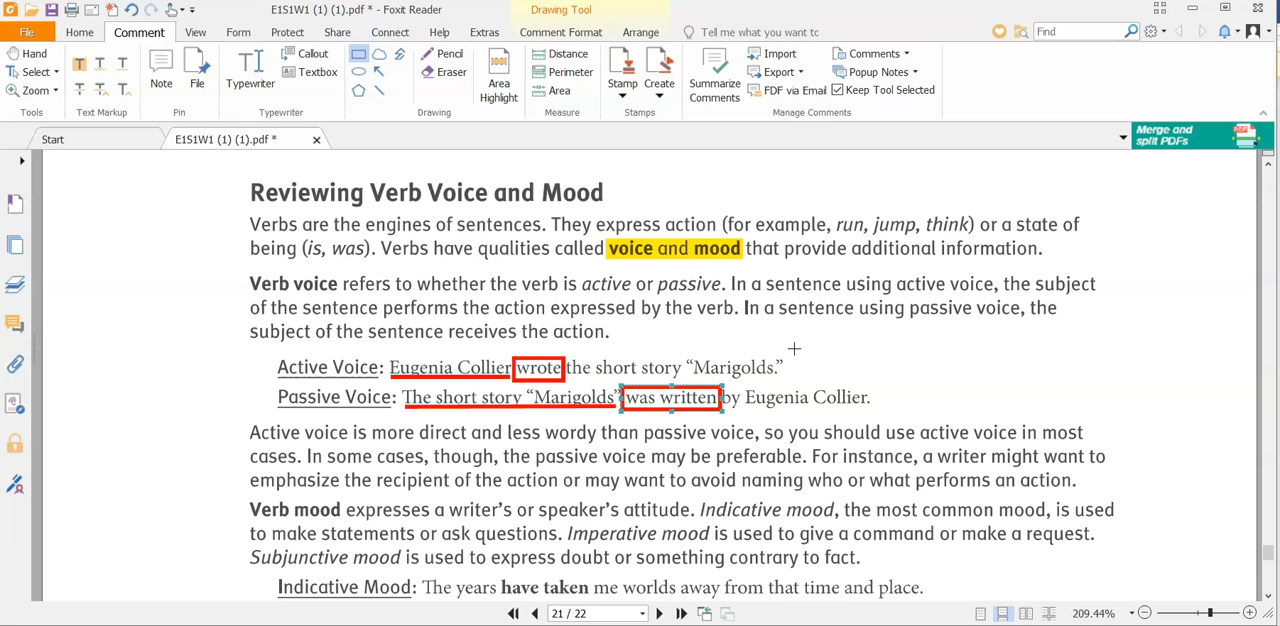 E1S1W1 (1) (1).pdf * - Foxit Reader
Drawing Tool
File Home Comment View Form Protect Share Connect Help Extras Comment Format Arrange Tell me what you want to Find
Hand
Select
Zoom
Tools
Text Markup
Note
File
Pin
Typewriter
Callout
Textbox
Typewriter
Pencil
Eraser
Area
Highlight
Drawing
Distance
Perimeter
Area
Measure
Stamp
Create
Stamps
Summarize
Comments
Import
Export
FDF via Email
Comments
Popup Notes
Keep Tool Selected
Manage Comments
Start
E1S1W1 (1) (1).pdf *
Merge and
split PDFs
Reviewing Verb Voice and Mood
Verbs are the engines of sentences. They express action (for example, run, jump, think) or a state of
being (is, was). Verbs have qualities called voice and mood that provide additional information.
Verb voice refers to whether the verb is active or passive. In a sentence using active voice, the subject
of the sentence performs the action expressed by the verb. In a sentence using passive voice, the
subject of the sentence receives the action.
Active Voice: Eugenia Collier wrote the short story “Marigolds.”
Passive Voice: The short story “Marigolds” was written by Eugenia Collier.
Active voice is more direct and less wordy than passive voice, so you should use active voice in most
cases. In some cases, though, the passive voice may be preferable. For instance, a writer might want to
emphasize the recipient of the action or may want to avoid naming who or what performs an action.
Verb mood expresses a writer’s or speaker’s attitude. Indicative mood, the most common mood, is used
to make statements or ask questions. Imperative mood is used to give a command or make a request.
Subjunctive mood is used to express doubt or something contrary to fact.
Indicative Mood: The years have taken me worlds away from that time and place.
21 / 22
209.44%